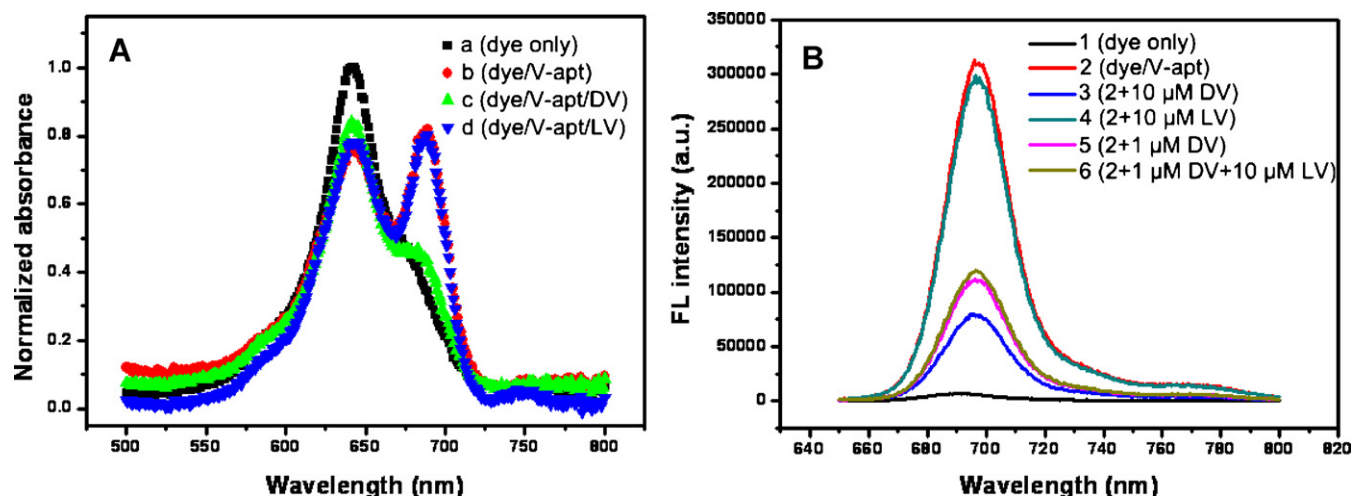 A
a (dye only)
b (dye/V-apt)
c (dye/V-apt/DV)
d (dye/V-apt/LV)
Normalized absorbance
1.0
0.8
0.6
0.4
0.2
0.0
500
550
600
650
700
750
800
Wavelength (nm)
B
1 (dye only)
2 (dye/V-apt)
3 (2+10 μM DV)
4 (2+10 μM LV)
5 (2+1 μM DV)
6 (2+1 μM DV+10 μM LV)
FL intensity (a.u.)
350000
300000
250000
200000
150000
100000
50000
0
640
660
680
700
720
740
760
780
800
820
Wavelength (nm)